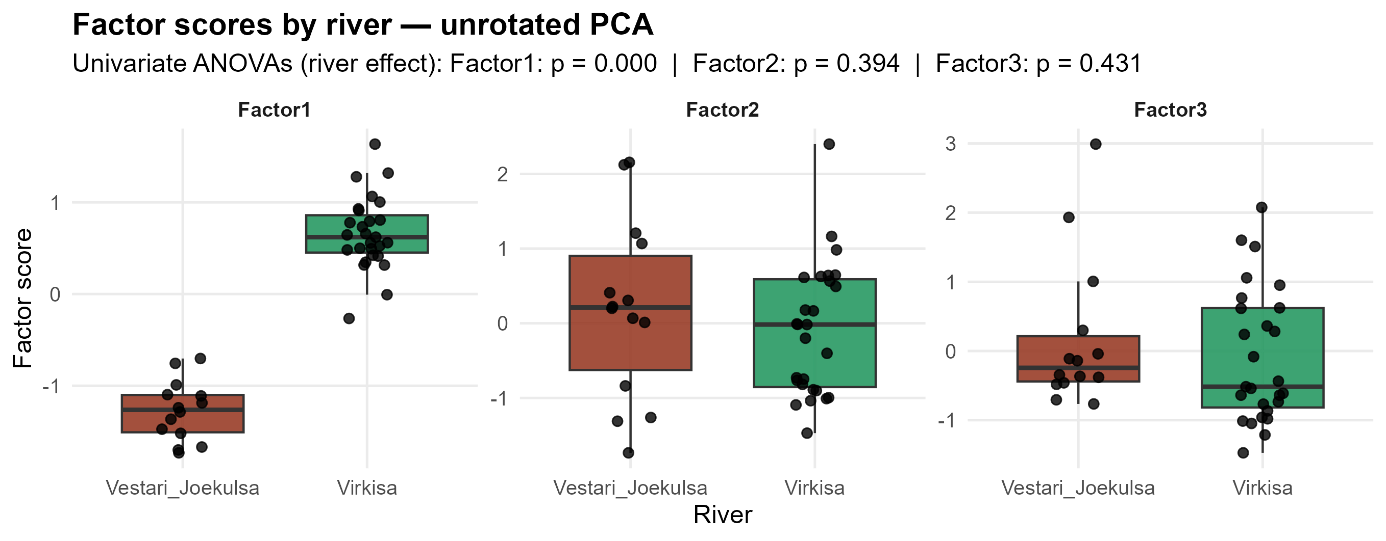 Factor scores by river — unrotated PCA
Univariate ANOVAs (river effect): Factor1: p = 0.000 | Factor2: p = 0.394 | Factor3: p = 0.431
Factor1
Factor2
Factor3
Factor score
1
0
-1
2
1
0
-1
3
2
1
0
-1
Vestari_Joekulsa
Virkisa
Vestari_Joekulsa
Virkisa
Vestari_Joekulsa
Virkisa
River